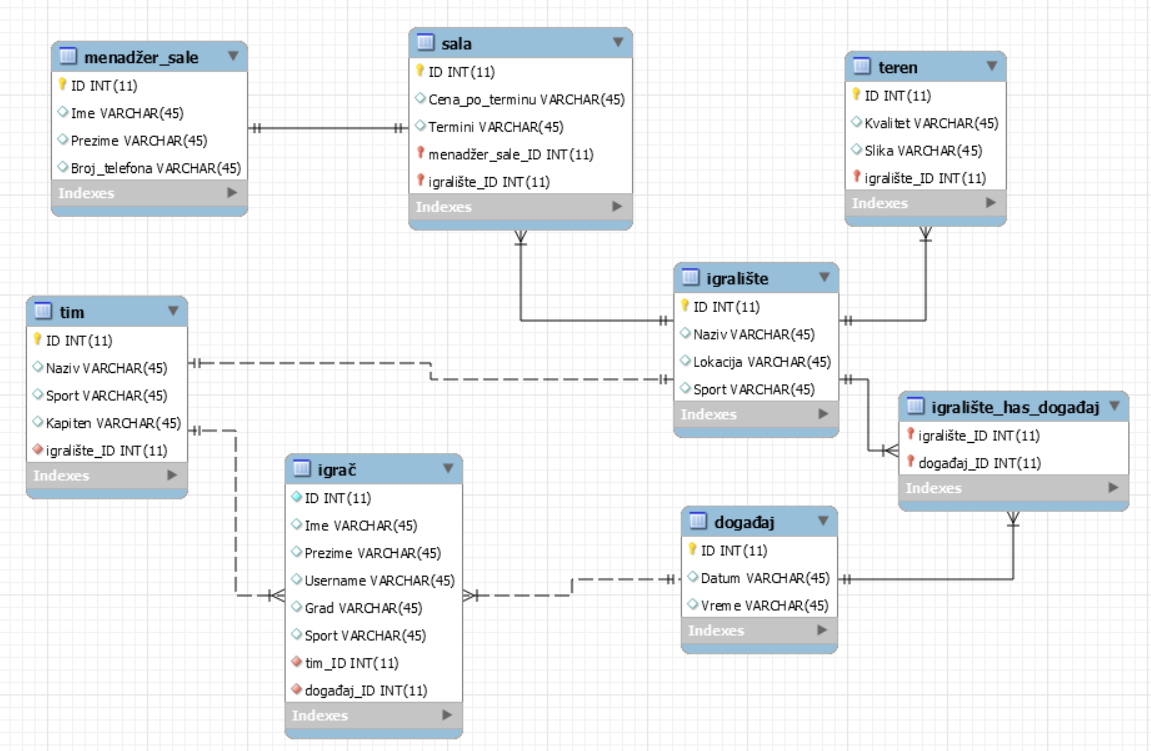 menadžer_sale
ID INT(11)
Ime VARCHAR(45)
Prezime VARCHAR(45)
Broj_telefona VARCHAR(45)
Indexes
sala
ID INT(11)
Cena_po_terminu VARCHAR(45)
Termini VARCHAR(45)
menadžer_sale_ID INT(11)
igralište_ID INT(11)
Indexes
teren
ID INT(11)
Kvalitet VARCHAR(45)
Slika VARCHAR(45)
igralište_ID INT(11)
Indexes
tim
ID INT(11)
Naziv VARCHAR(45)
Sport VARCHAR(45)
Kapiten VARCHAR(45)
igralište_ID INT(11)
Indexes
igralište
ID INT(11)
Naziv VARCHAR(45)
Lokacija VARCHAR(45)
Sport VARCHAR(45)
Indexes
igralište_has_događaj
igralište_ID INT(11)
događaj_ID INT(11)
Indexes
igrač
ID INT(11)
Ime VARCHAR(45)
Prezime VARCHAR(45)
Username VARCHAR(45)
Grad VARCHAR(45)
Sport VARCHAR(45)
tim_ID INT(11)
događaj_ID INT(11)
Indexes
događaj
ID INT(11)
Datum VARCHAR(45)
Vreme VARCHAR(45)
Indexes